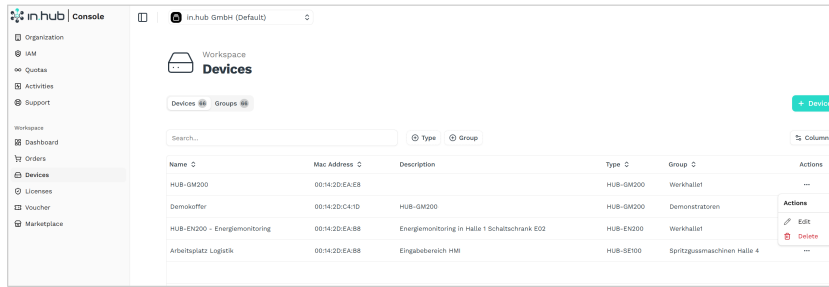 in.hub | Console
in.hub GmbH (Default)
Organization
IAM
Quotas
Activities
Support
Workspace
Dashboard
Orders
Devices
Licenses
Voucher
Marketplace
Workspace
Devices
Devices 66 Groups 66
+ Device
Search...
Type Group
Column
Name Mac Address Description Type Group Actions
HUB-GM200 00:14:2D:EA:E8 HUB-GM200 Werkhalle1 ...
Demokoffer 00:14:2D:C4:1D HUB-GM200 HUB-GM200 Demonstratoren
HUB-EN200 - Energiemonitoring 00:14:2D:EA:B8 Energiemonitoring in Halle 1 Schaltschrank E02 HUB-EN200 Werkhalle1
Arbeitsplatz Logistik 00:14:2D:EA:B8 Eingabebereich HMI HUB-SE100 Spritzgussmaschinen Halle 4 ...
Actions
Edit
Delete